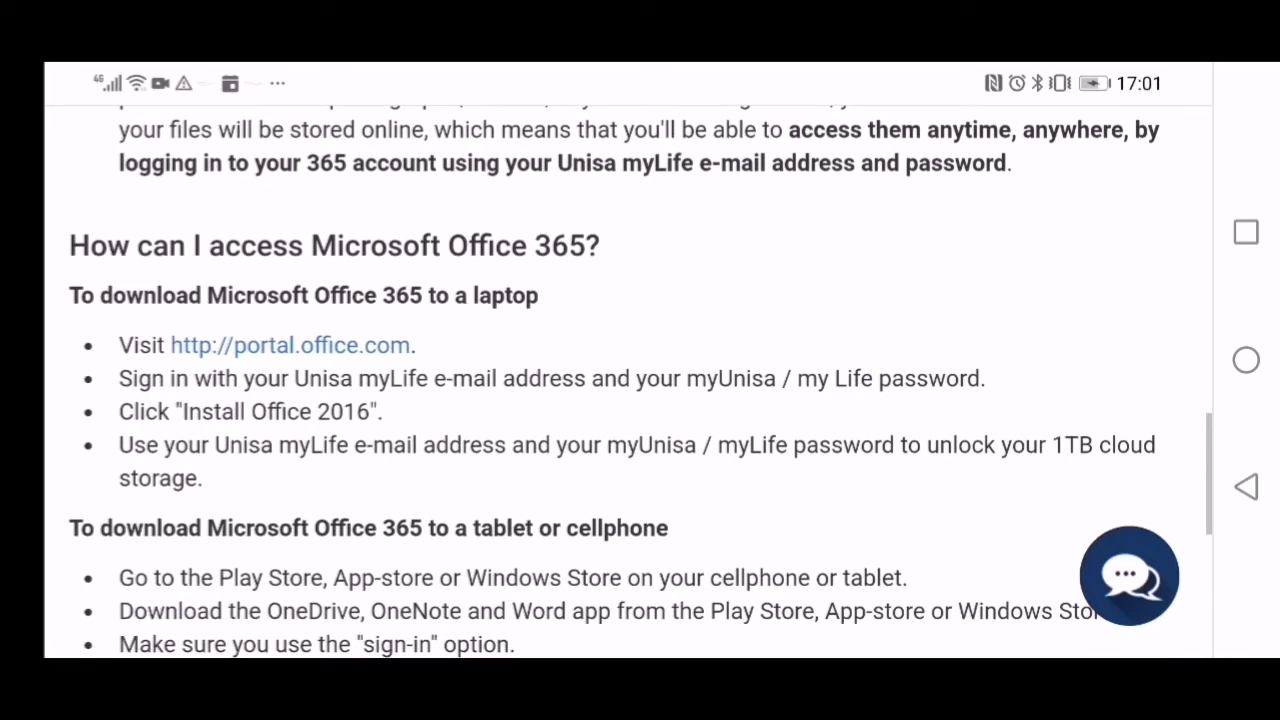 4G 17:01
your files will be stored online, which means that you'll be able to access them anytime, anywhere, by
logging in to your 365 account using your Unisa myLife e-mail address and password.
How can I access Microsoft Office 365?
To download Microsoft Office 365 to a laptop
• Visit http://portal.office.com.
• Sign in with your Unisa myLife e-mail address and your myUnisa / my Life password.
• Click "Install Office 2016".
• Use your Unisa myLife e-mail address and your myUnisa / myLife password to unlock your 1TB cloud
storage.
To download Microsoft Office 365 to a tablet or cellphone
• Go to the Play Store, App-store or Windows Store on your cellphone or tablet.
• Download the OneDrive, OneNote and Word app from the Play Store, App-store or Windows Sto
• Make sure you use the "sign-in" option.